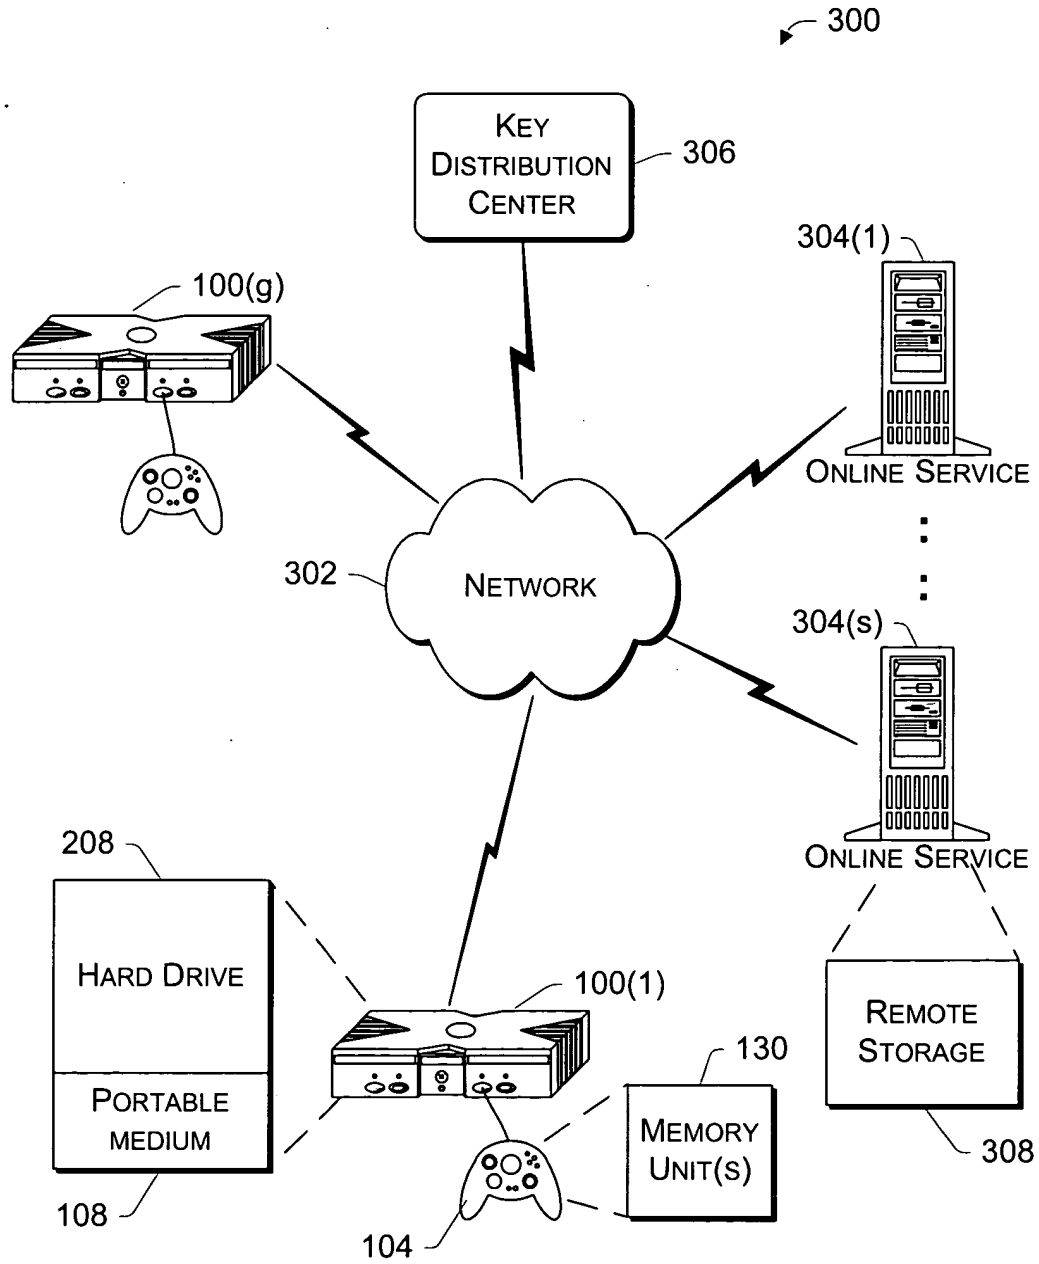 300
KEY
DISTRIBUTION
CENTER
306
304(1)
100(g)
ONLINE SERVICE
302
NETWORK
304(s)
ONLINE SERVICE
208
HARD DRIVE
PORTABLE
MEDIUM
108
100(1)
130
MEMORY
UNIT(S)
104
REMOTE
STORAGE
308